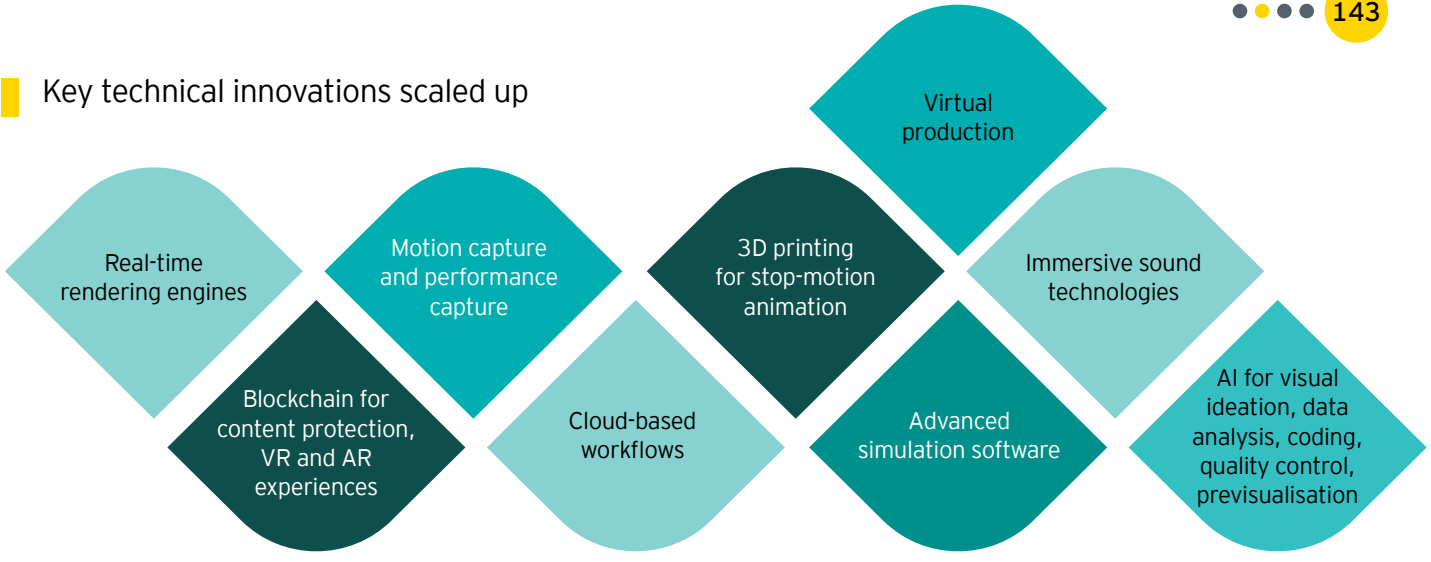 143
Key technical innovations scaled up
Virtual
production
Real-time
rendering engines
Motion capture
and performance
capture
3D printing
for stop-motion
animation
Immersive sound
technologies
Blockchain for
content protection,
VR and AR
experiences
Cloud-based
workflows
Advanced
simulation software
AI for visual
ideation, data
analysis, coding,
quality control,
previsualisation